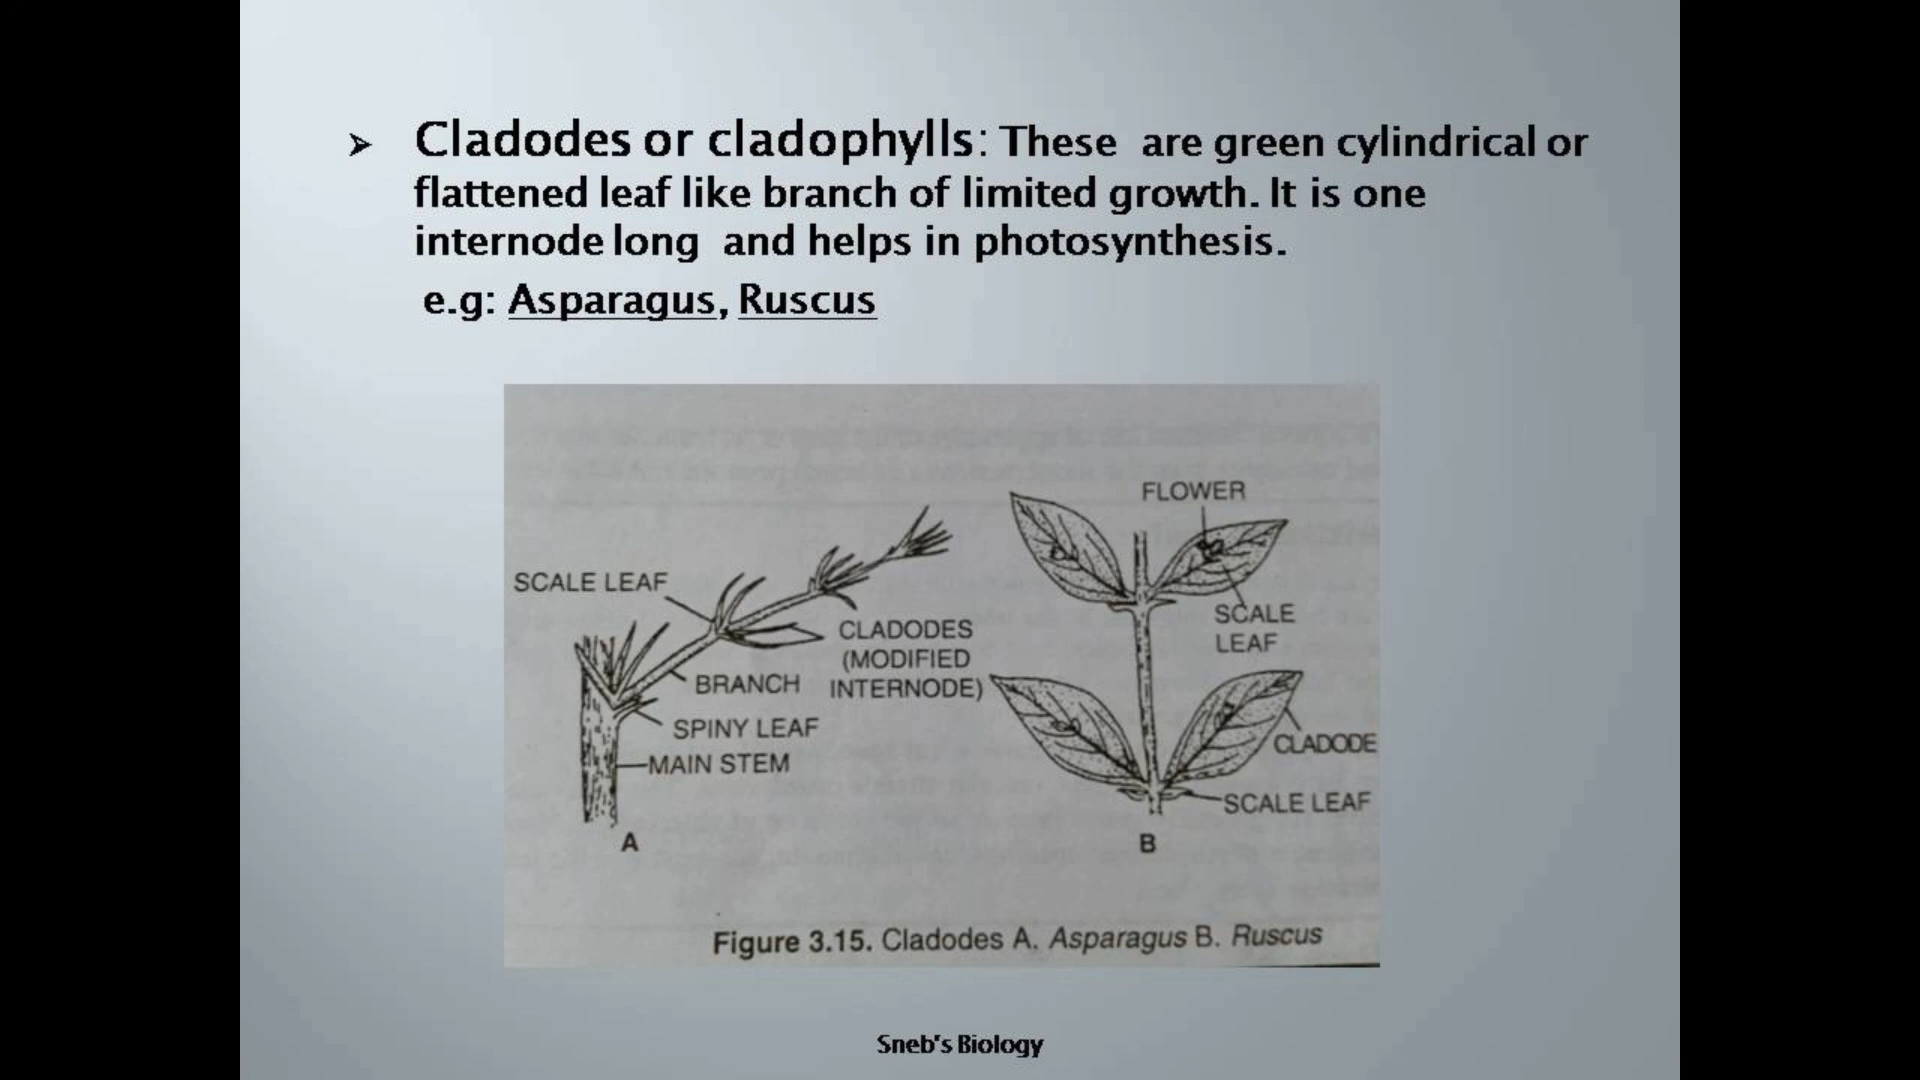 ➢ Cladodes or cladophylls: These are green cylindrical or
flattened leaf like branch of limited growth. It is one
internode long and helps in photosynthesis.
e.g: Asparagus, Ruscus
FLOWER
SCALE LEAF
SCALE
LEAF
CLADODES
(MODIFIED
INTERNODE)
BRANCH
SPINY LEAF
MAIN STEM
CLADODE
SCALE LEAF
A
B
Figure 3.15. Cladodes A. Asparagus B. Ruscus
Sneb's Biology